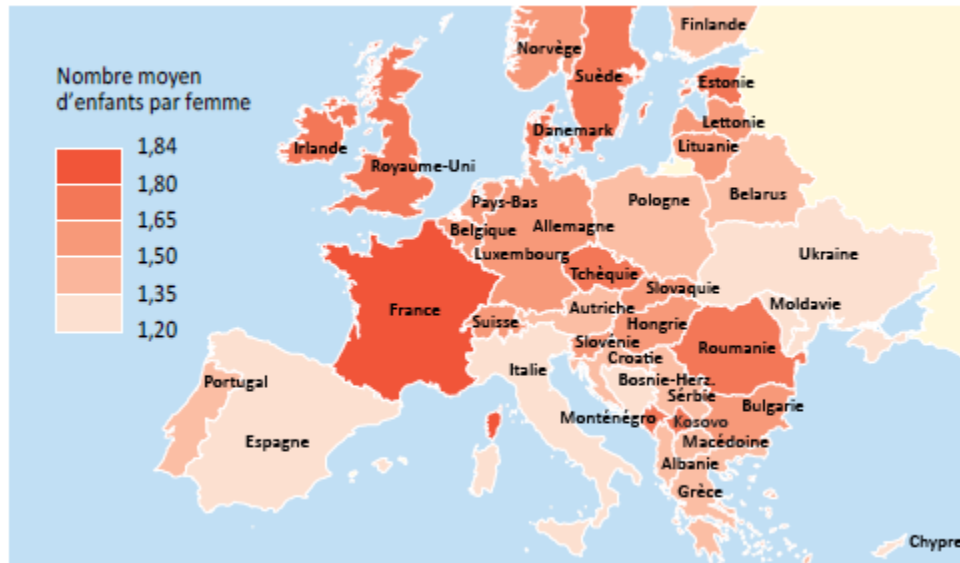 Nombre moyen
d'enfants par femme
1,84
1,80
1,65
1,50
1,35
1,20
Finlande
Norvège
Suède
Estonie
Lettonie
Lituanie
Danemark
Irlande
Royaume-Uni
Pays-Bas
Pologne
Belarus
Belgique
Allemagne
Luxembourg
Ukraine
Tchèquie
Slovaquie
Moldavie
Autriche
France
Suisse
Hongrie
Slovénie
Roumanie
Croatie
Italie
Bosnie-Herz.
Portugal
Sérbie
Bulgarie
Monténégro
Kosovo
Espagne
Macédoine
Albanie
Grèce
Chypre